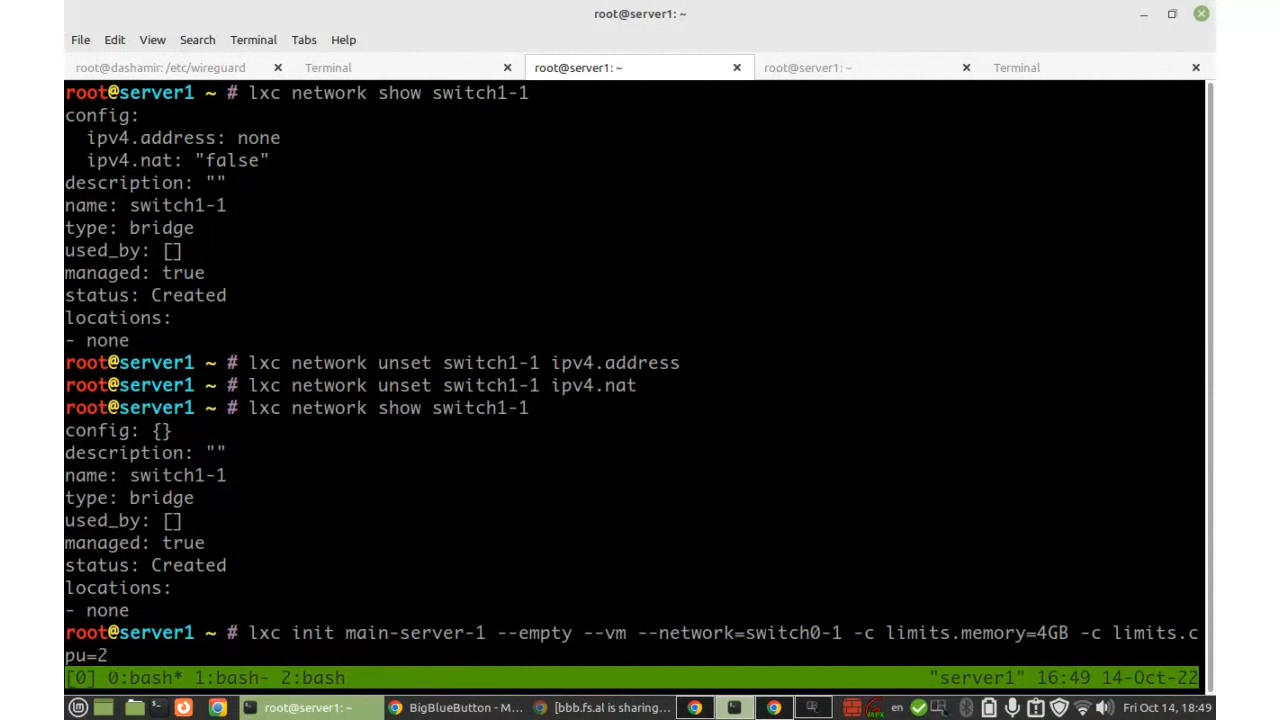 root@server1: ~
File Edit View Search Terminal Tabs Help
root@dashamir: /etc/wireguard Terminal root@server1: ~ root@server1: ~ Terminal
root@server1 ~ # lxc network show switch1-1
config:
  ipv4.address: none
  ipv4.nat: "false"
description: ""
name: switch1-1
type: bridge
used_by: []
managed: true
status: Created
locations:
- none
root@server1 ~ # lxc network unset switch1-1 ipv4.address
root@server1 ~ # lxc network unset switch1-1 ipv4.nat
root@server1 ~ # lxc network show switch1-1
config: {}
description: ""
name: switch1-1
type: bridge
used_by: []
managed: true
status: Created
locations:
- none
root@server1 ~ # lxc init main-server-1 --empty --vm --network=switch0-1 -c limits.memory=4GB -c limits.c
pu=2
[0] 0:bash* 1:bash- 2:bash "server1" 16:49 14-Oct-22
root@server1: ~ BigBlueButton - M... [bbb.fs.al is sharing... en Fri Oct 14, 18:49